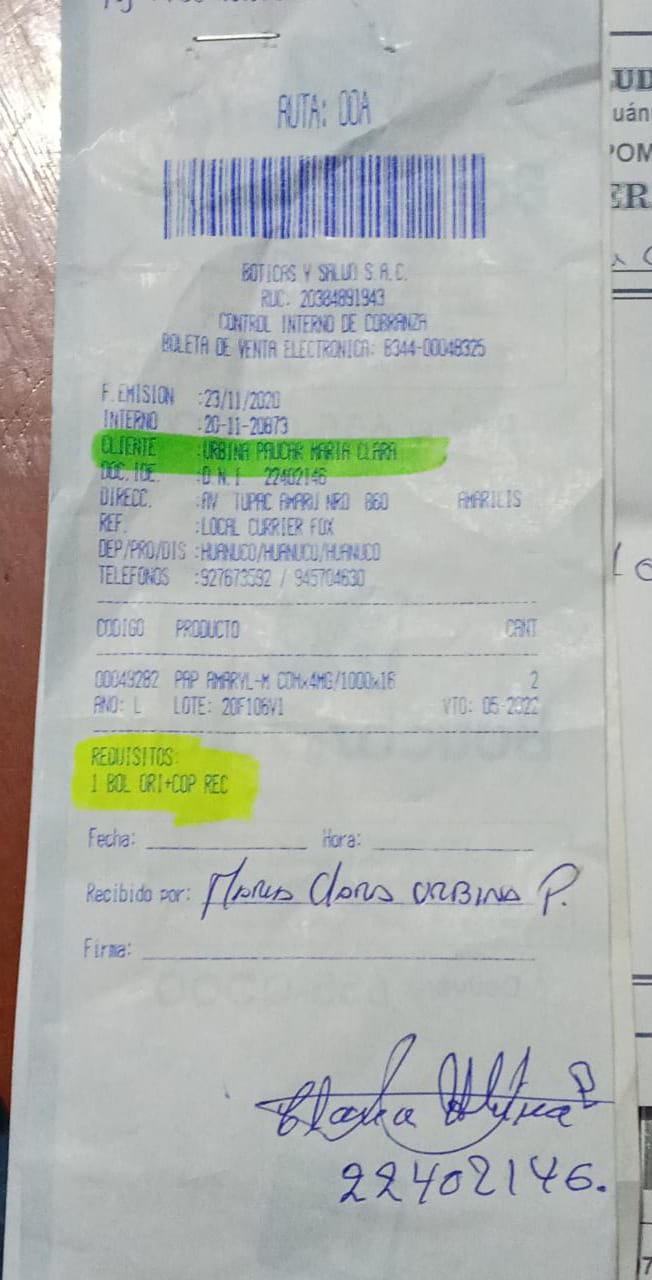 RUTA: 00A
BOTICAS Y SALUD S.A.C.
RUC. 20384891943
CONTROL INTERNO DE COBRANZA
BOLETA DE VENTA ELECTRONICA: B344-00048325
F.EMISION :23/11/2020
INTERNO :20-11-20873
CLIENTE :URBINA PAUCAR MARIA CLARA
DOC.IDE. :D.N.I 22402146
DIRECC. :AV TUPAC AMARU NRO 860 AMARILIS
REF. :LOCAL CURRIER FOX
DEP/PRO/DIS :HUANUCO/HUANUCO/HUANUCO
TELEFONOS :927673592 / 945704630
CODIGO PRODUCTO CANT
00049282 PAP AMARYL-M COMx4MG/1000x16 2
ANO: L LOTE: 20F106V1 VTO: 05-2022
REQUISITOS:
1 BOL ORI+COP REC
Fecha: Hora:
Recibido por: Maria Clara URBINA P.
Firma:
22402146.